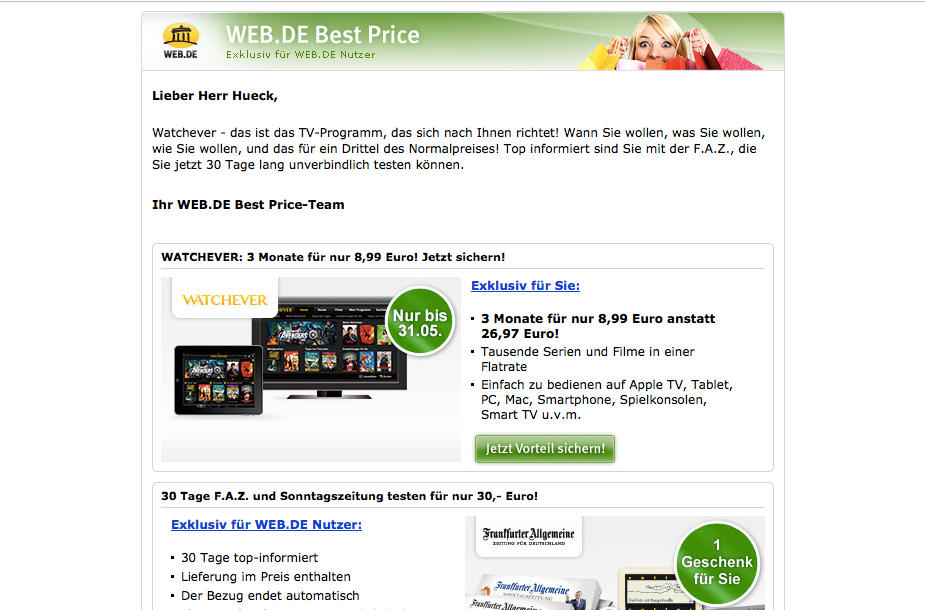 WEB.DE
WEB.DE Best Price
Exklusiv für WEB.DE Nutzer
Lieber Herr Hueck,
Watchever - das ist das TV-Programm, das sich nach Ihnen richtet! Wann Sie wollen, was Sie wollen,
wie Sie wollen, und das für ein Drittel des Normalpreises! Top informiert sind Sie mit der F.A.Z., die
Sie jetzt 30 Tage lang unverbindlich testen können.
Ihr WEB.DE Best Price-Team
WATCHEVER: 3 Monate für nur 8,99 Euro! Jetzt sichern!
WATCHEVER
Nur bis
31.05.
Exklusiv für Sie:
▪ 3 Monate für nur 8,99 Euro anstatt
26,97 Euro!
▪ Tausende Serien und Filme in einer
Flatrate
▪ Einfach zu bedienen auf Apple TV, Tablet,
PC, Mac, Smartphone, Spielkonsolen,
Smart TV u.v.m.
Jetzt Vorteil sichern!
30 Tage F.A.Z. und Sonntagszeitung testen für nur 30,- Euro!
Exklusiv für WEB.DE Nutzer:
▪ 30 Tage top-informiert
▪ Lieferung im Preis enthalten
▪ Der Bezug endet automatisch
Frankfurter Allgemeine
ZEITUNG FÜR DEUTSCHLAND
1
Geschenk
für Sie
Frankfurter Allgemeine
SONNTAGSZEITUNG
Frankfurter Allgemeine